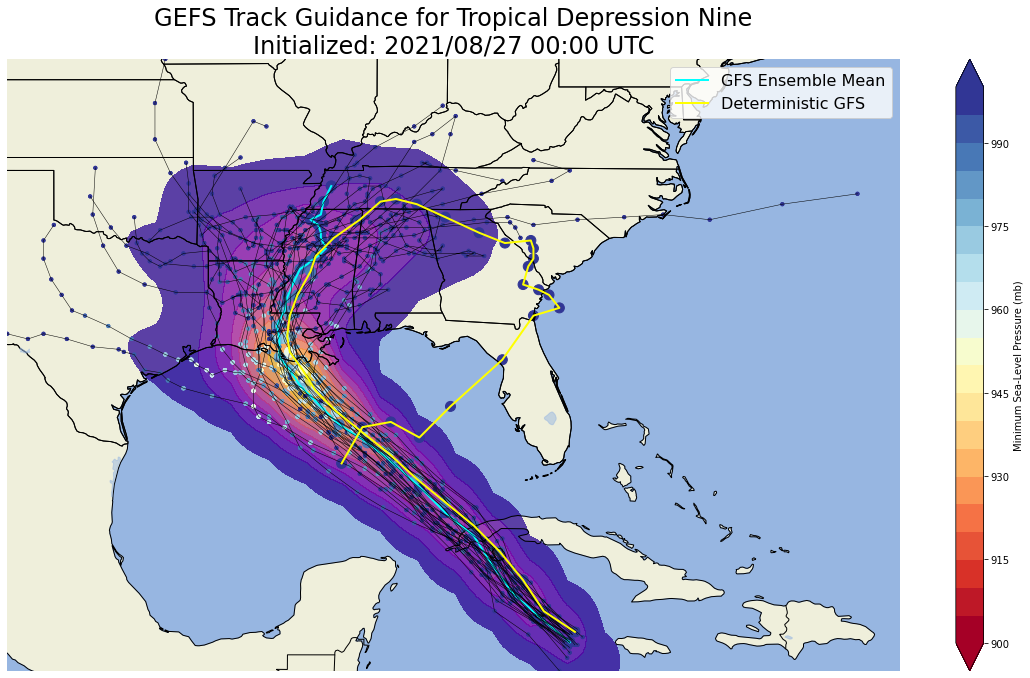 GEFS Track Guidance for Tropical Depression Nine
Initialized: 2021/08/27 00:00 UTC
GFS Ensemble Mean
Deterministic GFS
990
975
960
945
930
915
900
Minimum Sea-Level Pressure (mb)